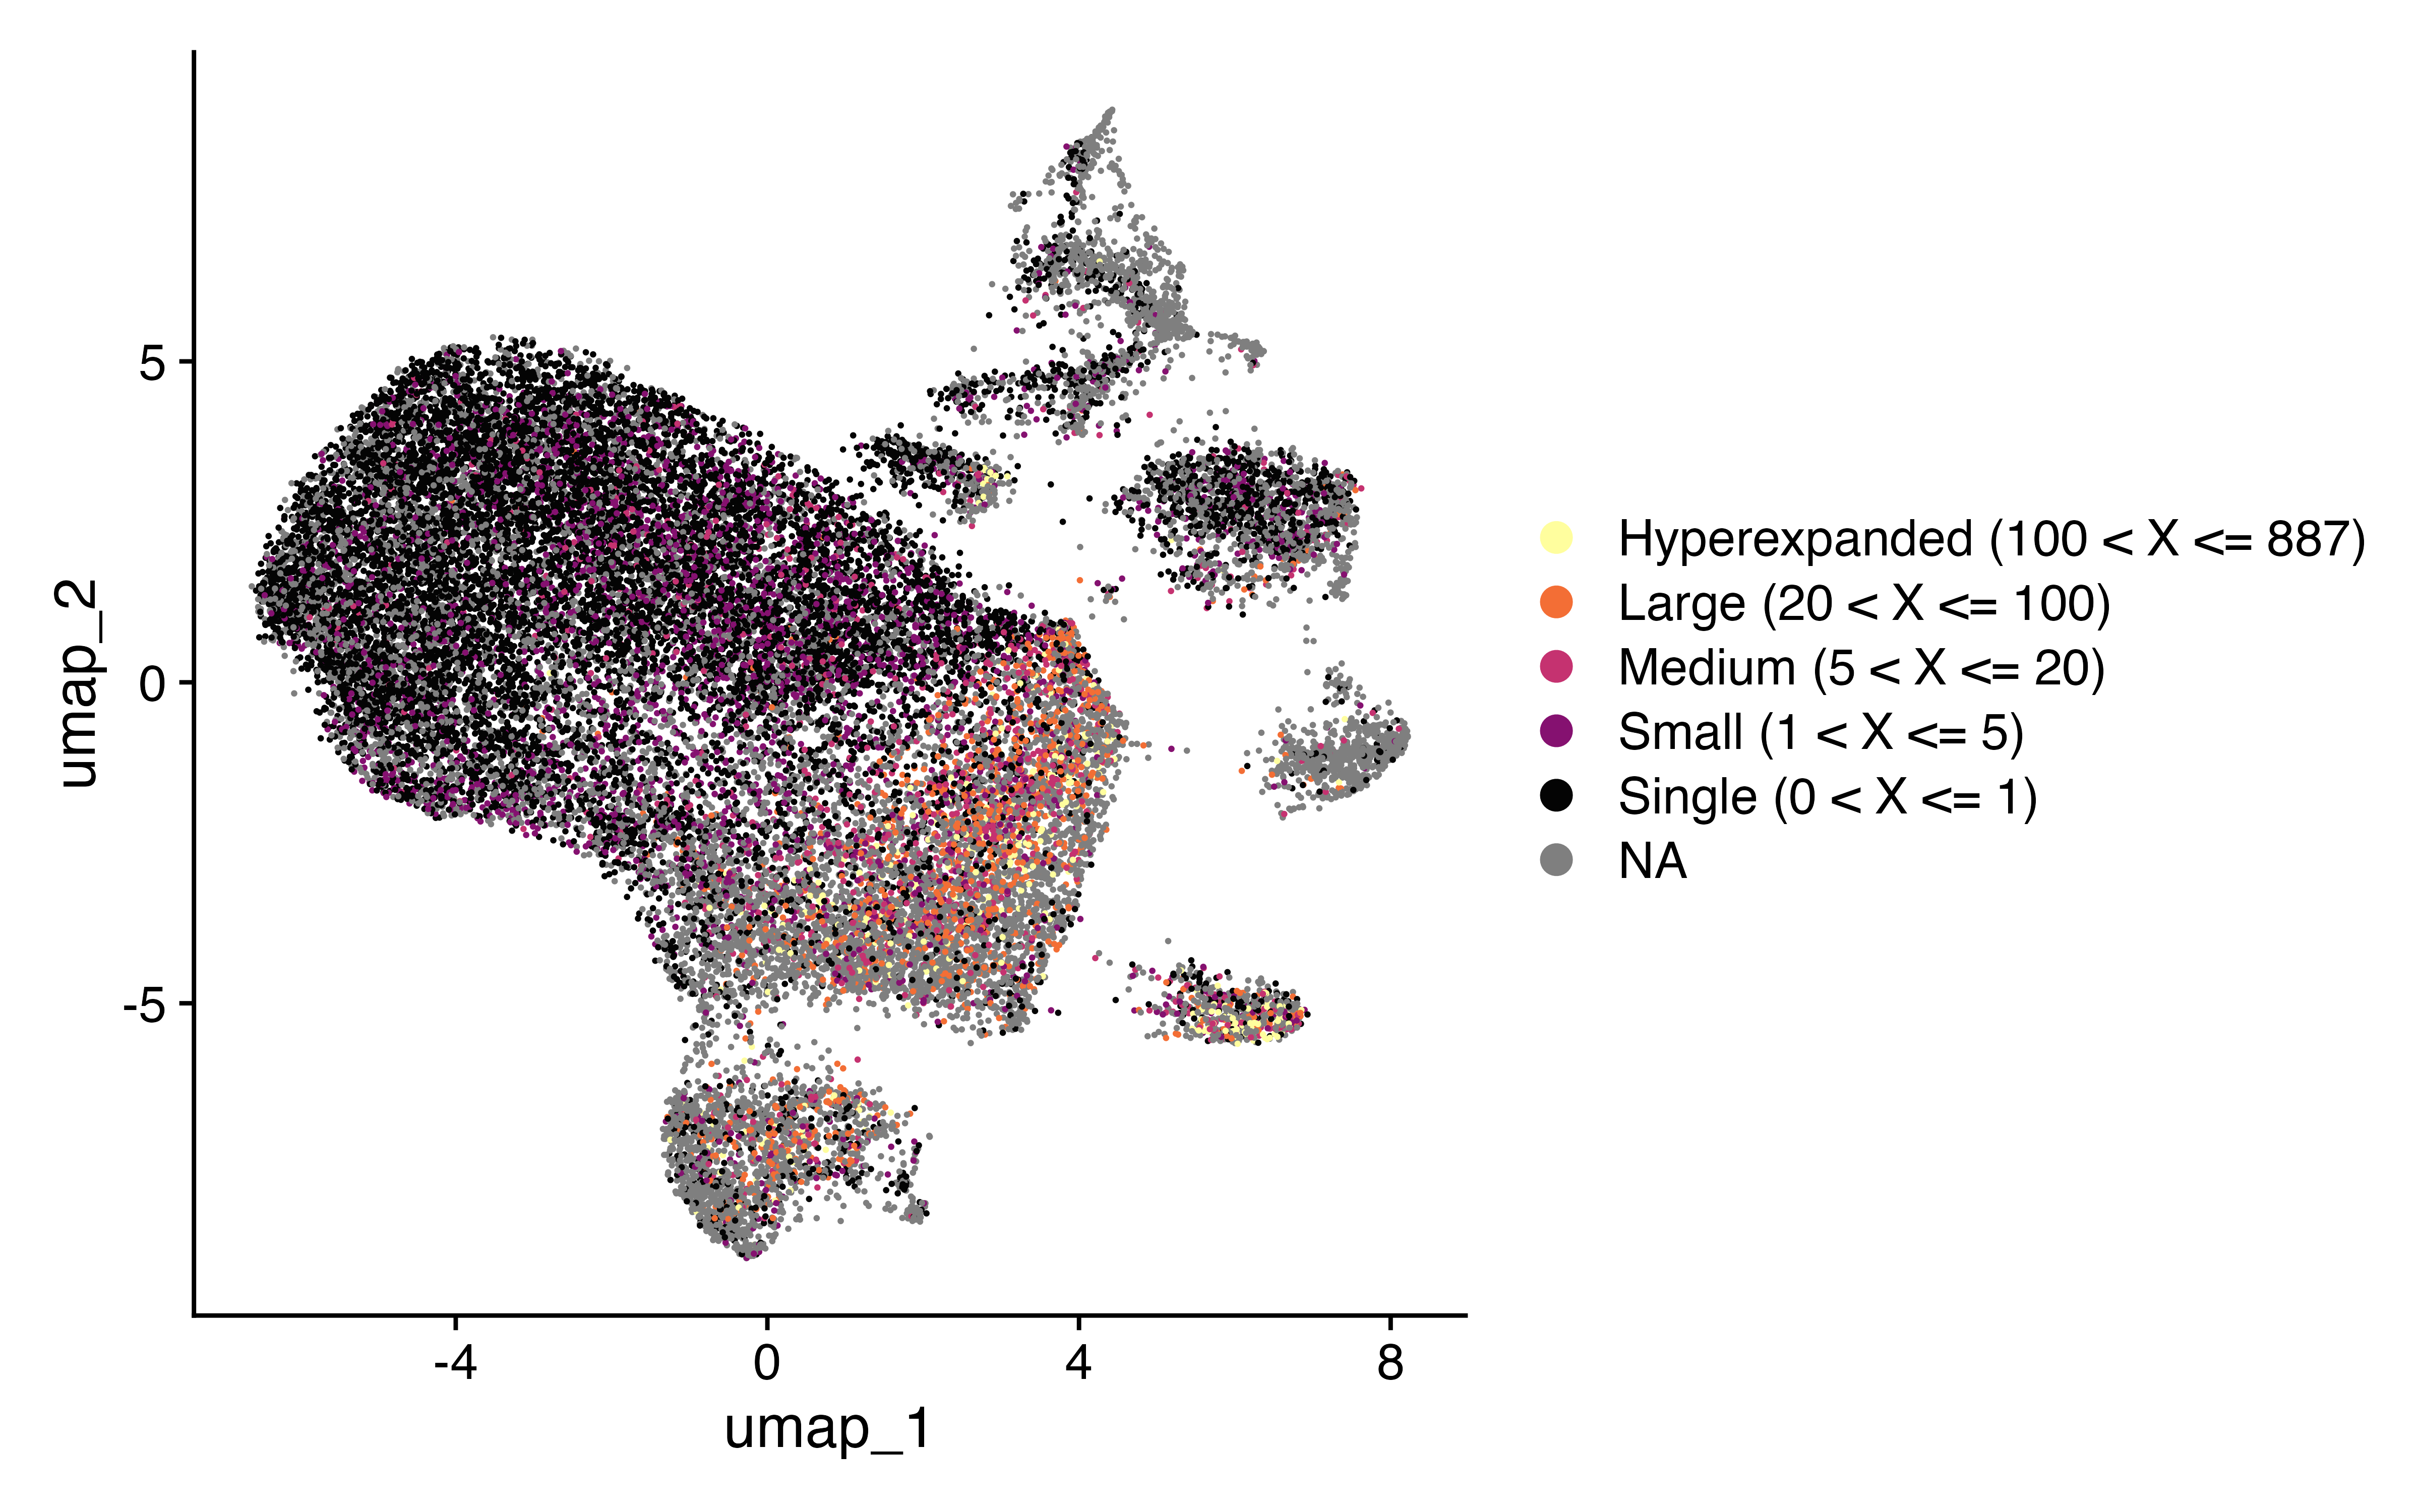 umap_2
5
0
-5
-4
0
4
8
umap_1
Hyperexpanded (100 < X <= 887)
Large (20 < X <= 100)
Medium (5 < X <= 20)
Small (1 < X <= 5)
Single (0 < X <= 1)
NA